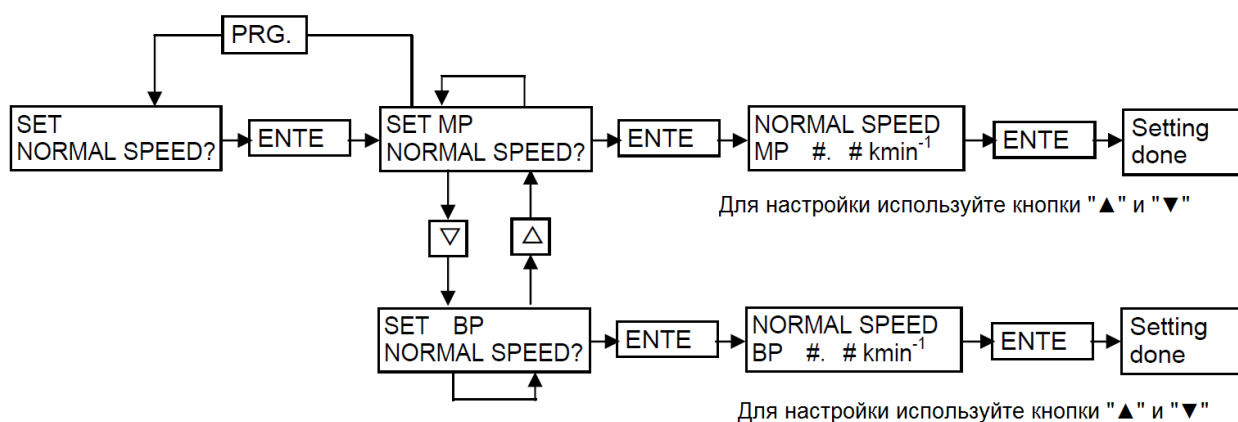 PRG.
SET
NORMAL SPEED?
ENTE
SET MP
NORMAL SPEED?
ENTE
NORMAL SPEED
MP #. # kmin⁻¹
ENTE
Setting
done
Для настройки используйте кнопки "▲" и "▼"
▽
△
SET BP
NORMAL SPEED?
ENTE
NORMAL SPEED
BP #. # kmin⁻¹
ENTE
Setting
done
Для настройки используйте кнопки "▲" и "▼"